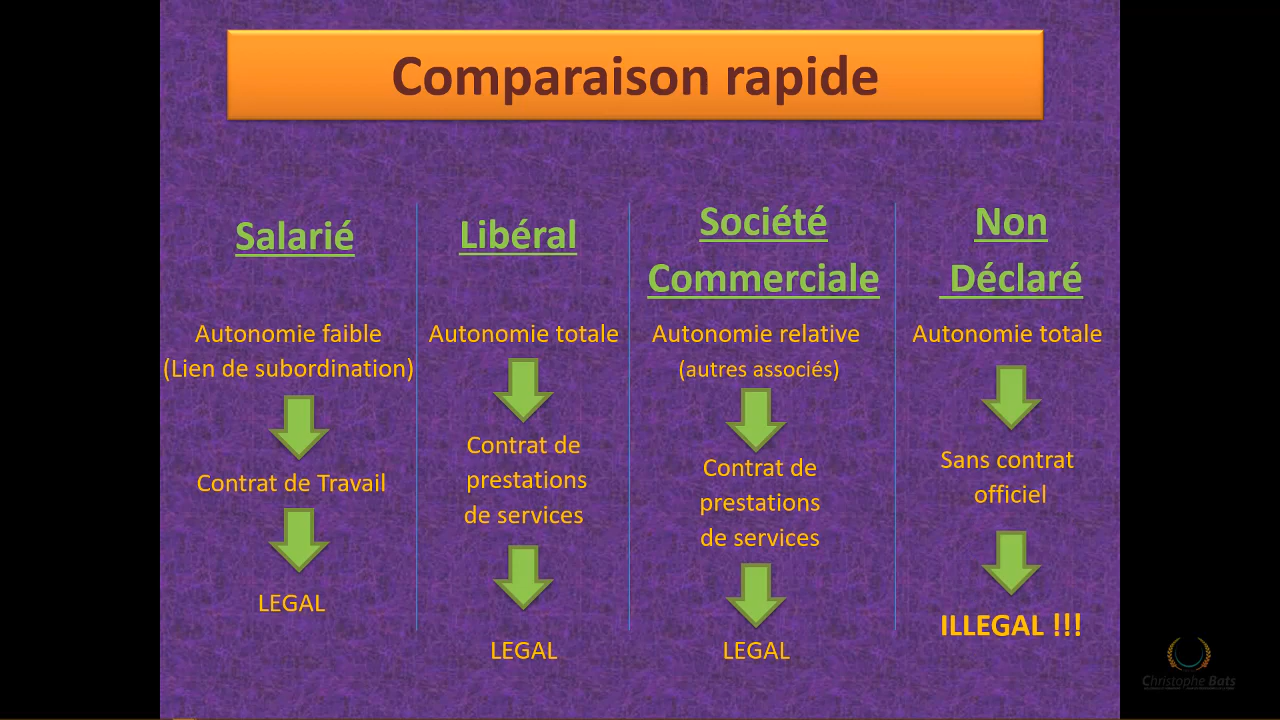 Comparaison rapide
Salarié
Autonomie faible
(Lien de subordination)
Contrat de Travail
LEGAL
Libéral
Autonomie totale
Contrat de
prestations
de services
LEGAL
Société
Commerciale
Autonomie relative
(autres associés)
Contrat de
prestations
de services
LEGAL
Non
Déclaré
Autonomie totale
Sans contrat
officiel
ILLEGAL !!!
Christophe Bats